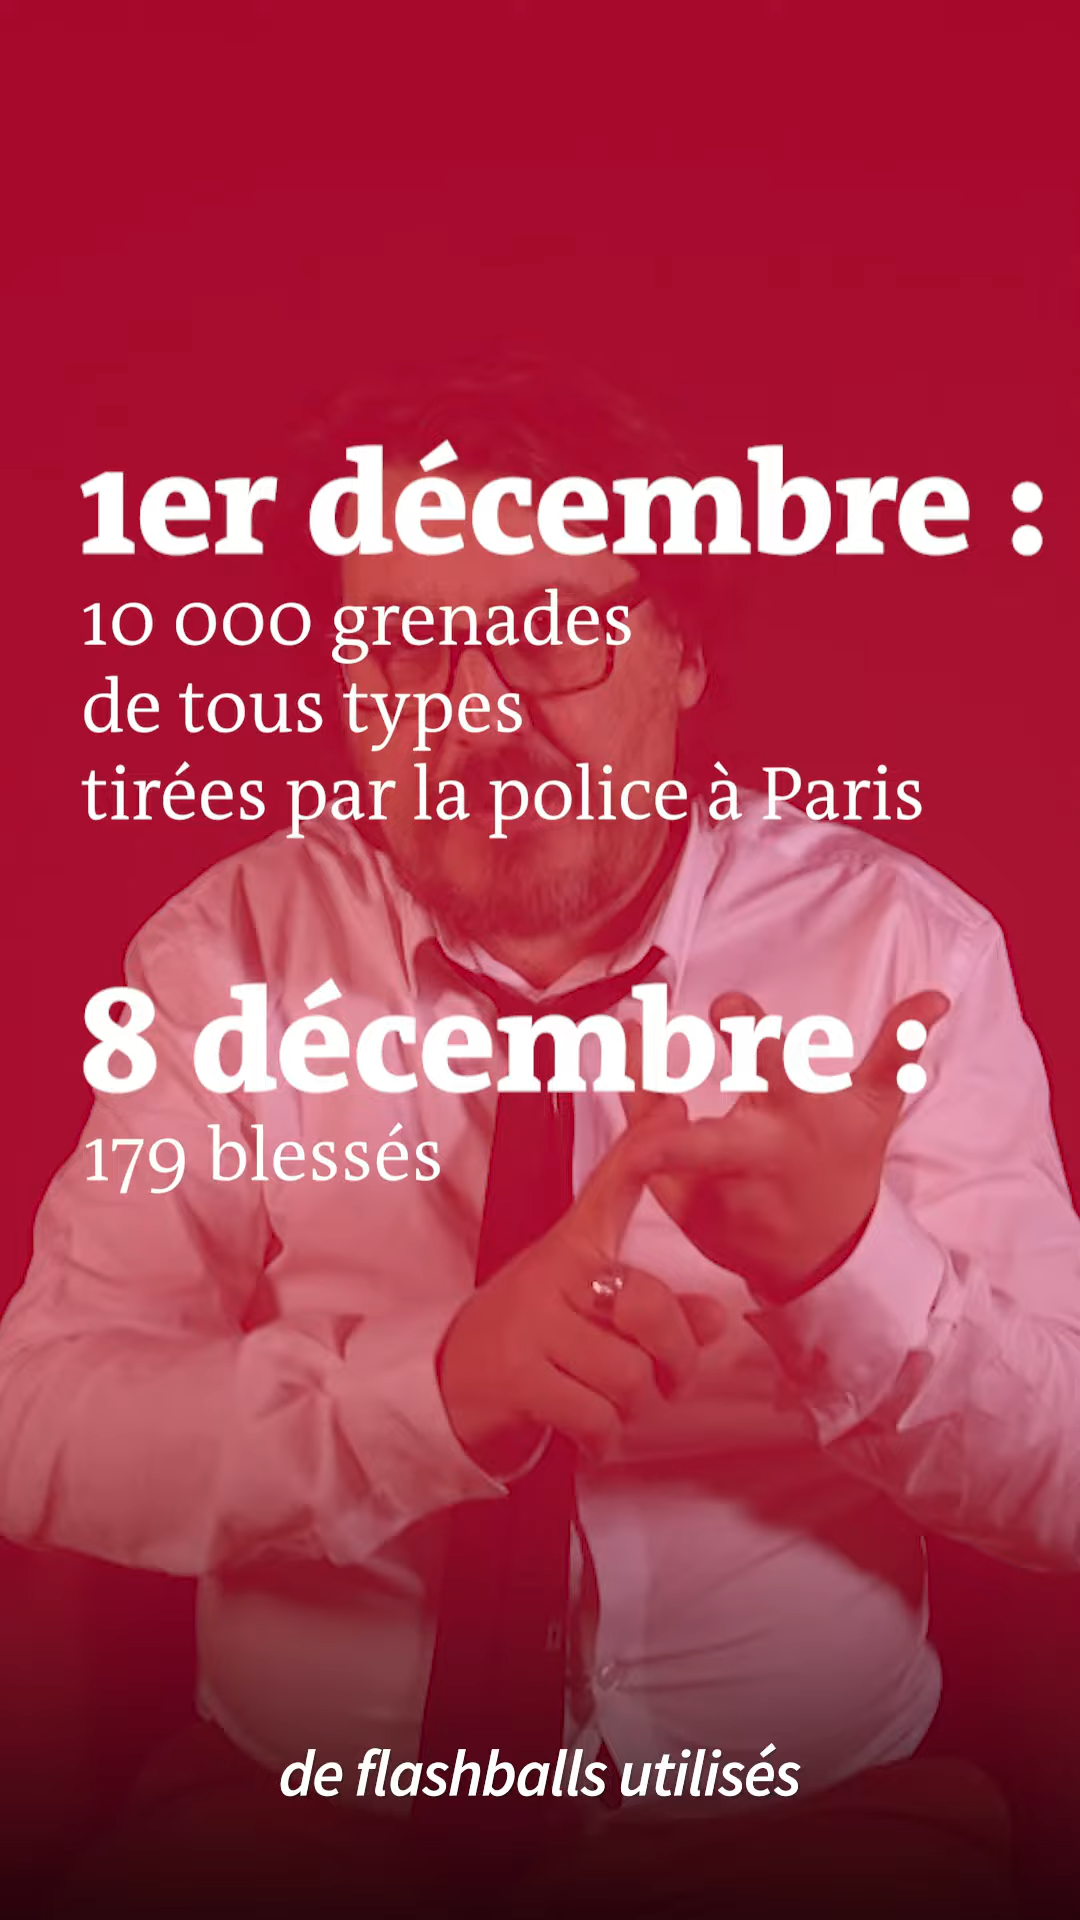 1er décembre :
10 000 grenades
de tous types
tirées par la police à Paris
8 décembre :
179 blessés
de flashballs utilisés